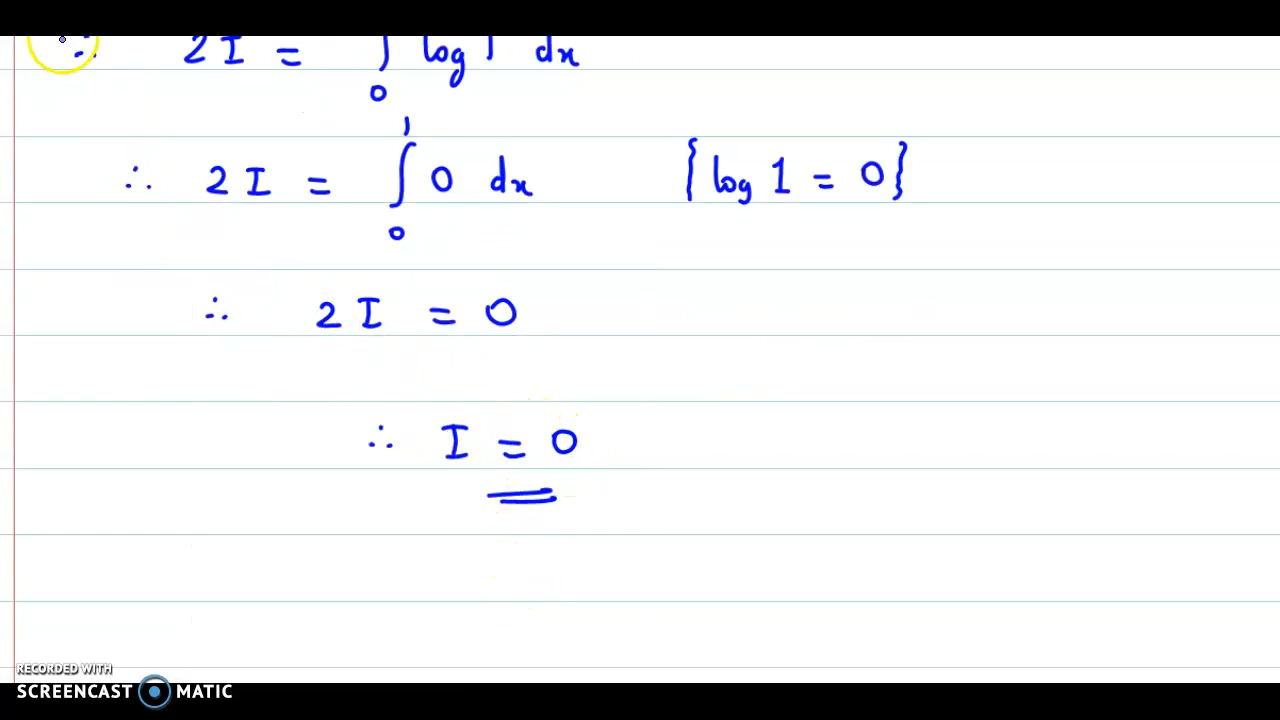 ∴ 2I = ∫₀ log 1 dx
∴ 2I = ∫₀¹ 0 dx {log 1 = 0}
∴ 2I = 0
∴ I = 0
RECORDED WITH
SCREENCAST MATIC